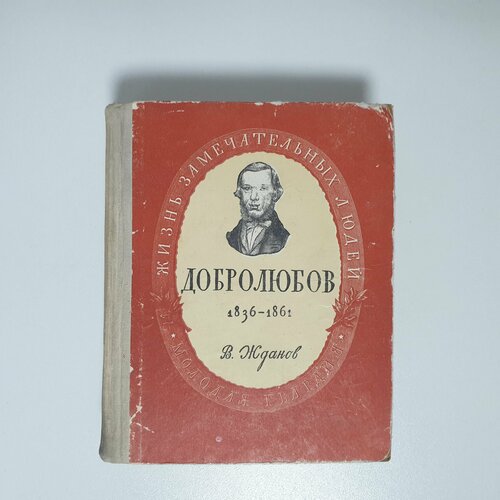 ЖИЗНЬ ЗАМЕЧАТЕЛЬНЫХ ЛЮДЕЙ
ДОБРОЛЮБОВ
1836-1861
В. Жданов
МОЛОДАЯ ГВАРДИЯ